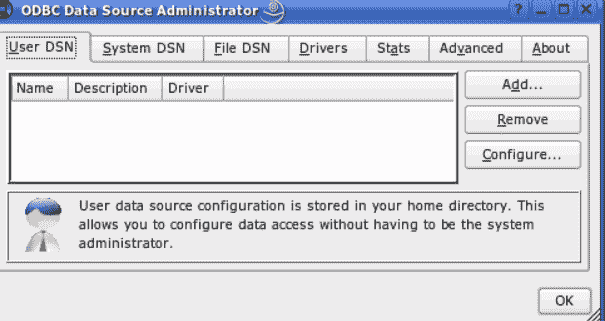 ODBC Data Source Administrator
User DSN System DSN File DSN Drivers Stats Advanced About
Name Description Driver
Add...
Remove
Configure...
User data source configuration is stored in your home directory. This
allows you to configure data access without having to be the system
administrator.
OK